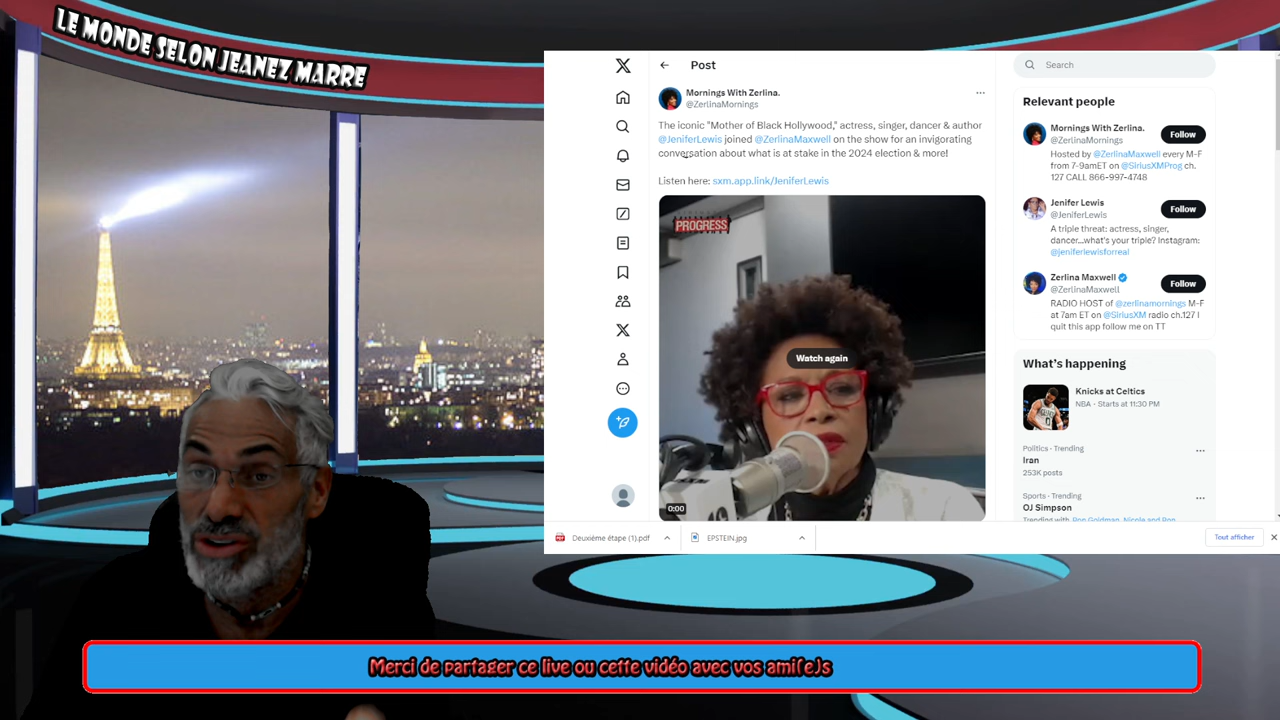 LE MONDE SELON JEANEZ MARRE
Post
Mornings With Zerlina.
@ZerlinaMornings
The iconic "Mother of Black Hollywood," actress, singer, dancer & author
@JeniferLewis joined @ZerlinaMaxwell on the show for an invigorating
conversation about what is at stake in the 2024 election & more!
Listen here: sxm.app.link/JeniferLewis
PROGRESS
Watch again
0:00
Search
Relevant people
Mornings With Zerlina.
@ZerlinaMornings
Follow
Hosted by @ZerlinaMaxwell every M-F
from 7-9amET on @SiriusXMProg ch.
127 CALL 866-997-4748
Jenifer Lewis
@JeniferLewis
Follow
A triple threat: actress, singer,
dancer...what's your triple? Instagram:
@jeniferlewisforreal
Zerlina Maxwell
@ZerlinaMaxwell
Follow
RADIO HOST of @zerlinamornings M-F
at 7am ET on @SiriusXM radio ch.127 I
quit this app follow me on TT
What's happening
Knicks at Celtics
NBA · Starts at 11:30 PM
Politics · Trending
Iran
253K posts
Sports · Trending
OJ Simpson
Trending with Ron Goldman, Nicole and Ron
Deuxième étape (1).pdf
EPSTEIN.jpg
Tout afficher
Merci de partager ce live ou cette vidéo avec vos ami(e)s